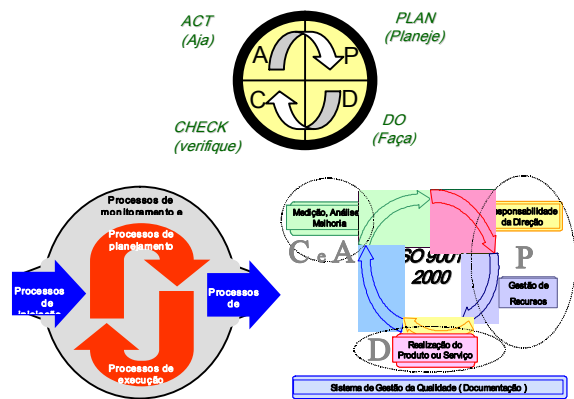 ACT
(Aja)
PLAN
(Planeje)
A
P
C
D
CHECK
(verifique)
DO
(Faça)
Processos de
monitoramento e
Processos de
planejamento
Processos
de
Processos
de
Processos de
execução
Medição, Análise
Melhoria
esponsabilidade
da Direção
C e A
SO 9001
2000
P
Gestão de
Recursos
D
Realização do
Produto ou Serviço
Sistema de Gestão da Qualidade ( Documentação )